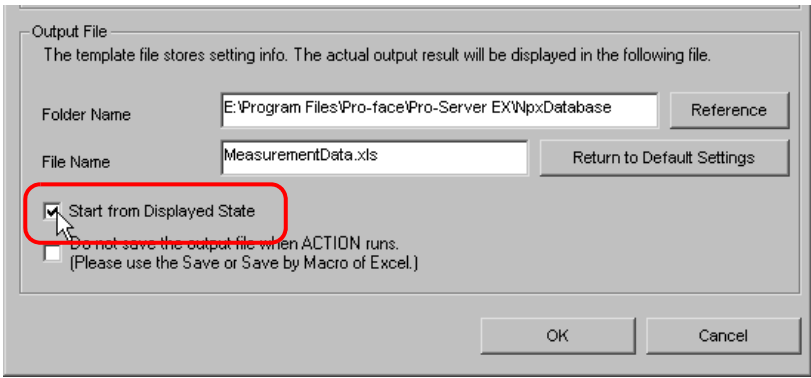 Output File
The template file stores setting info. The actual output result will be displayed in the following file.
Folder Name
E:\Program Files\Pro-face\Pro-Server EX\NpxDatabase
Reference
File Name
MeasurementData.xls
Return to Default Settings
Start from Displayed State
Do not save the output file when ACTION runs.
(Please use the Save or Save by Macro of Excel.)
OK
Cancel